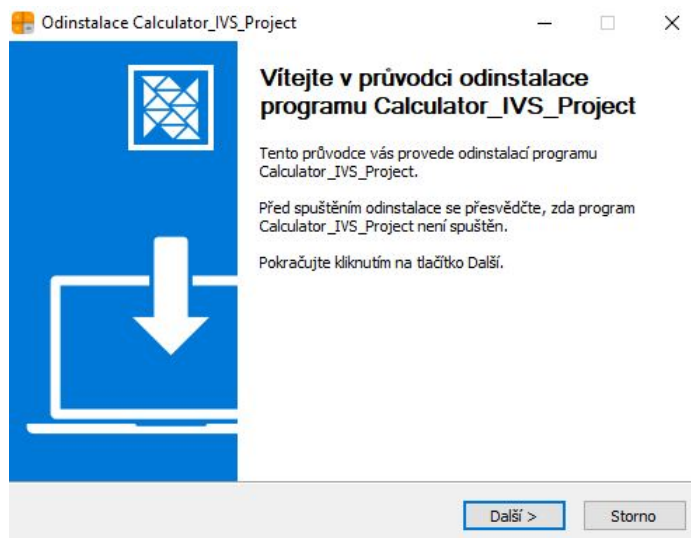 Odinstalace Calculator_IVS_Project
Vítejte v průvodci odinstalace
programu Calculator_IVS_Project
Tento průvodce vás provede odinstalací programu
Calculator_IVS_Project.
Před spuštěním odinstalace se přesvědčte, zda program
Calculator_IVS_Project není spuštěn.
Pokračujte kliknutím na tlačítko Další.
Další >
Storno